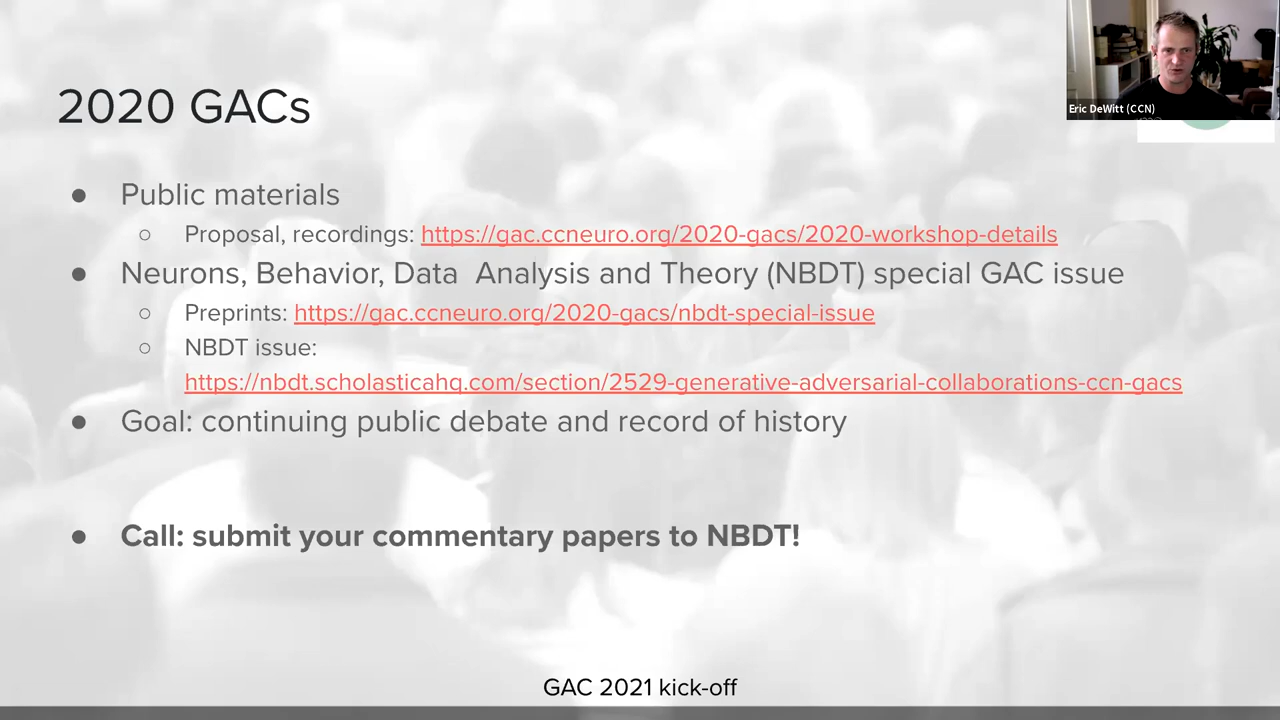 Eric DeWitt (CCN)
2020 GACs
● Public materials
○ Proposal, recordings: https://gac.ccneuro.org/2020-gacs/2020-workshop-details
● Neurons, Behavior, Data Analysis and Theory (NBDT) special GAC issue
○ Preprints: https://gac.ccneuro.org/2020-gacs/nbdt-special-issue
○ NBDT issue:
https://nbdt.scholasticahq.com/section/2529-generative-adversarial-collaborations-ccn-gacs
● Goal: continuing public debate and record of history
● Call: submit your commentary papers to NBDT!
GAC 2021 kick-off